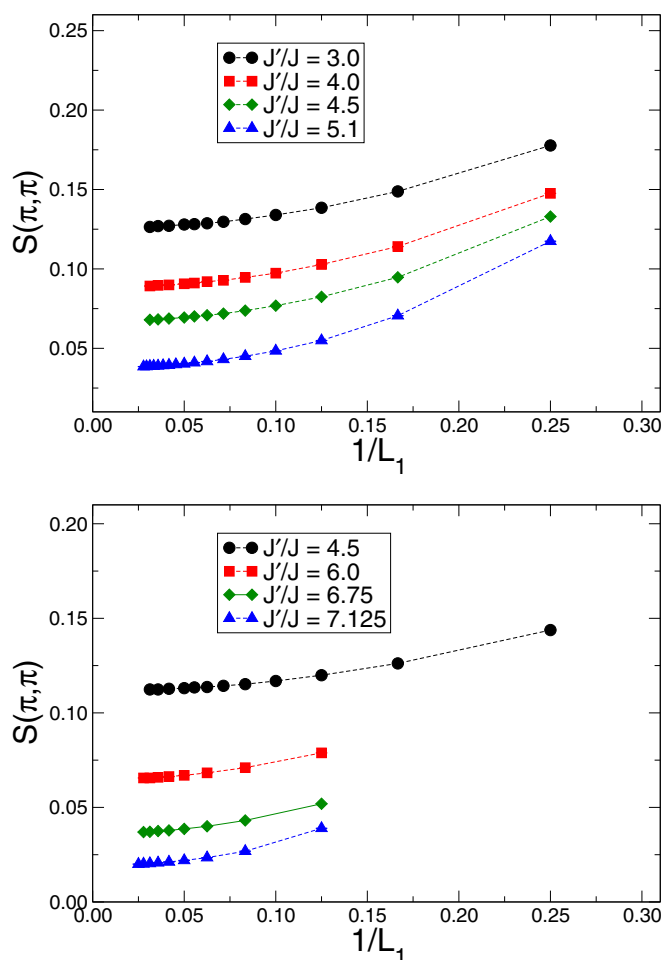 0.25
0.20
0.15
0.10
0.05
S(π,π)
J′/J = 3.0
J′/J = 4.0
J′/J = 4.5
J′/J = 5.1
0.00 0.05 0.10 0.15 0.20 0.25 0.30
1/L1
0.20
0.15
0.10
0.05
0.00
S(π,π)
J′/J = 4.5
J′/J = 6.0
J′/J = 6.75
J′/J = 7.125
0.00 0.05 0.10 0.15 0.20 0.25 0.30
1/L1